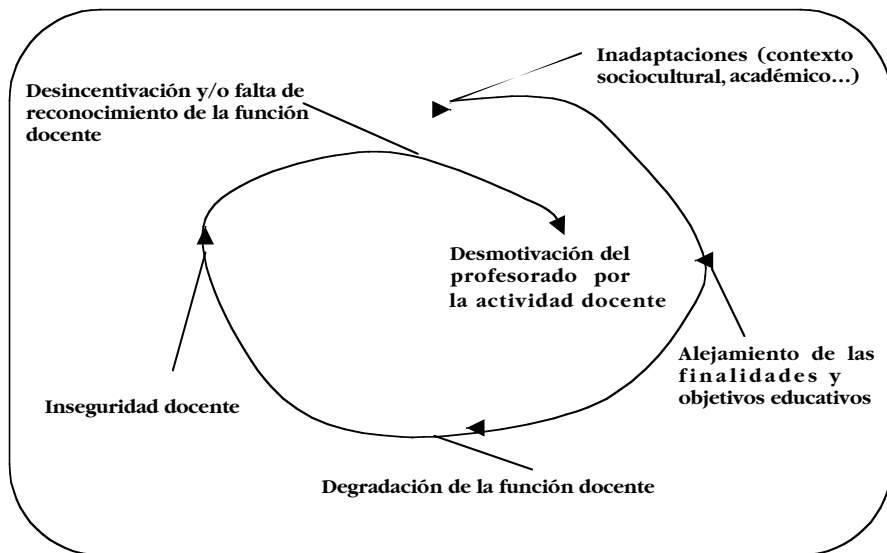 Inadaptaciones (contexto
sociocultural, académico...)
Desincentivación y/o falta de
reconocimiento de la función
docente
Desmotivación del
profesorado por
la actividad docente
Alejamiento de las
finalidades y
objetivos educativos
Inseguridad docente
Degradación de la función docente